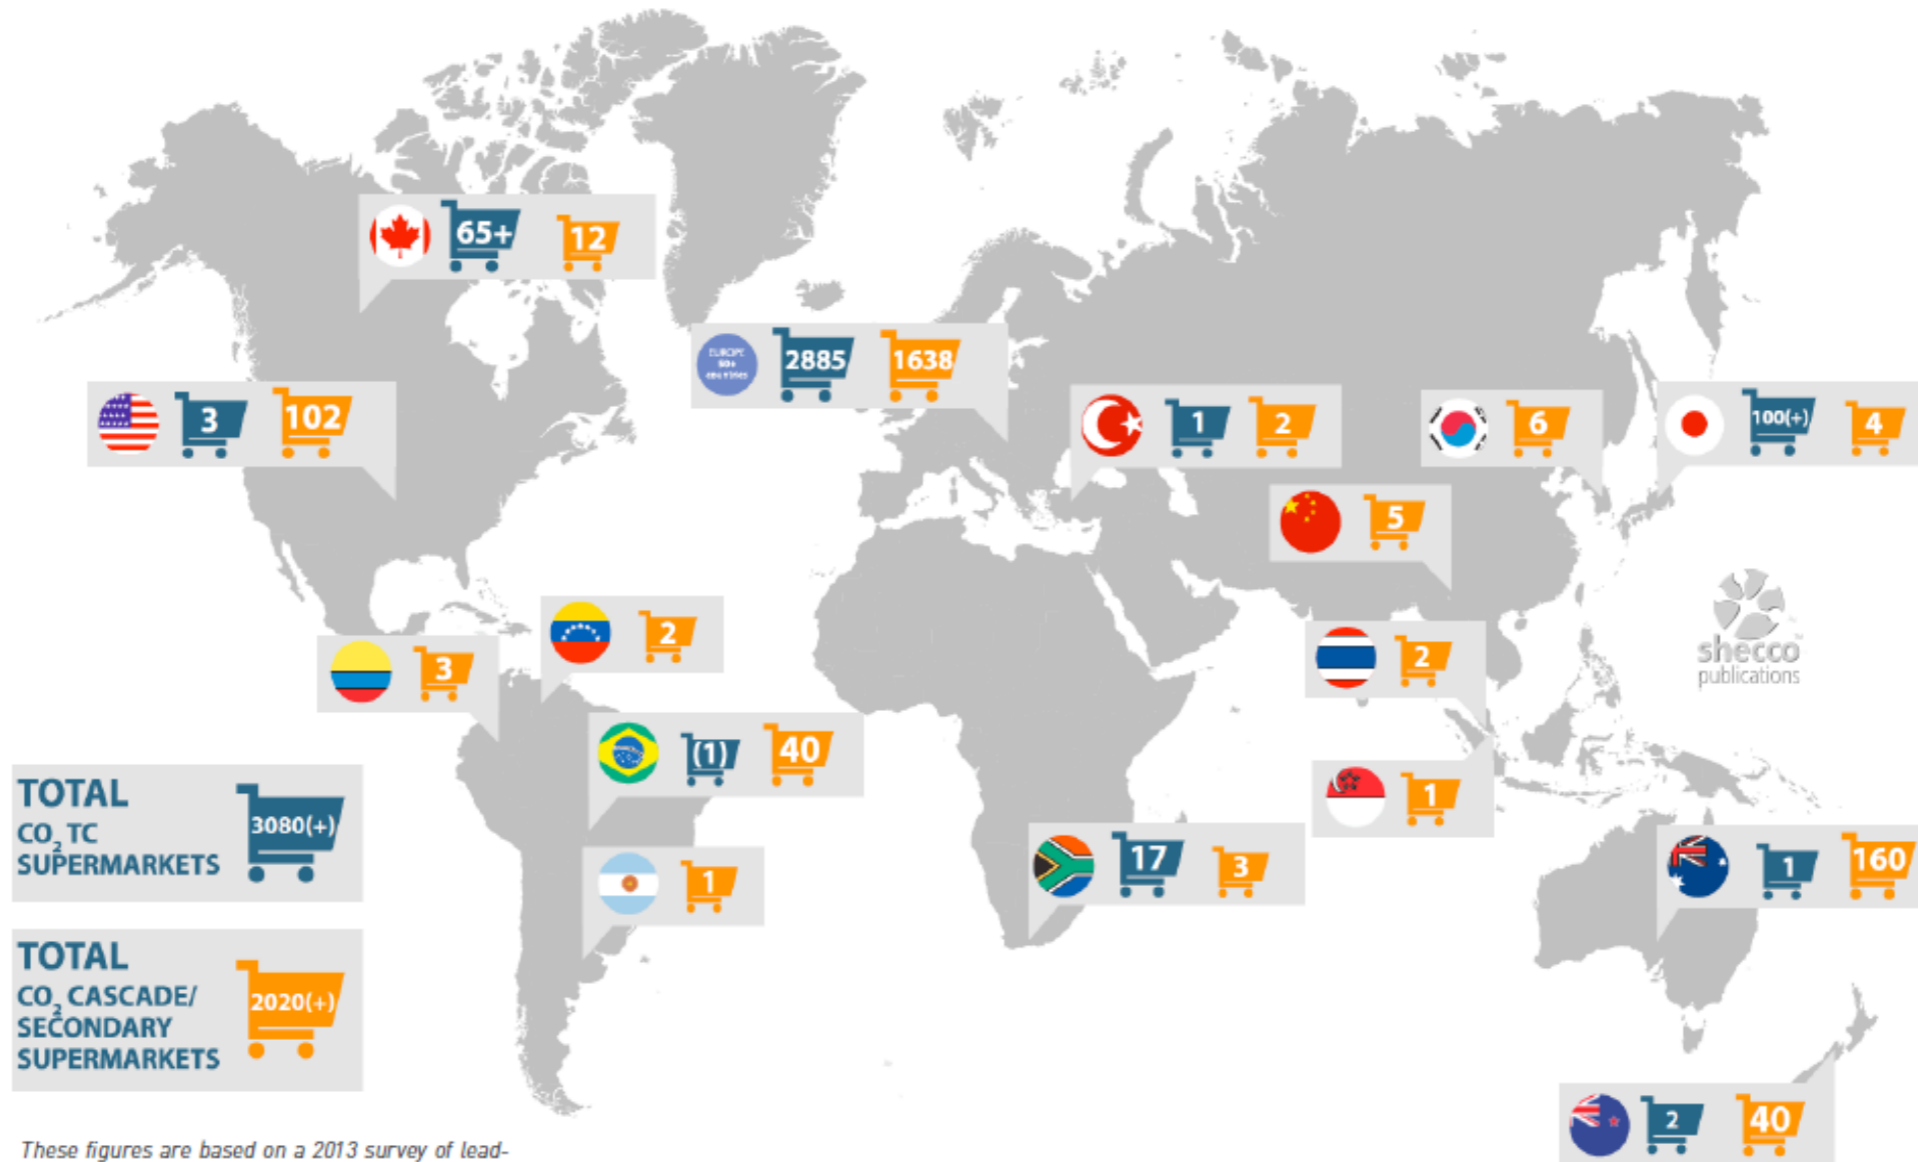 65+
12
EUROPE
2885
1638
3
102
1
2
6
100(+)
4
5
2
3
2
shecco
publications
(1)
40
1
TOTAL
CO2 TC
SUPERMARKETS
3080(+)
1
17
3
1
160
TOTAL
CO2 CASCADE/
SECONDARY
SUPERMARKETS
2020(+)
2
40
These figures are based on a 2013 survey of lead-